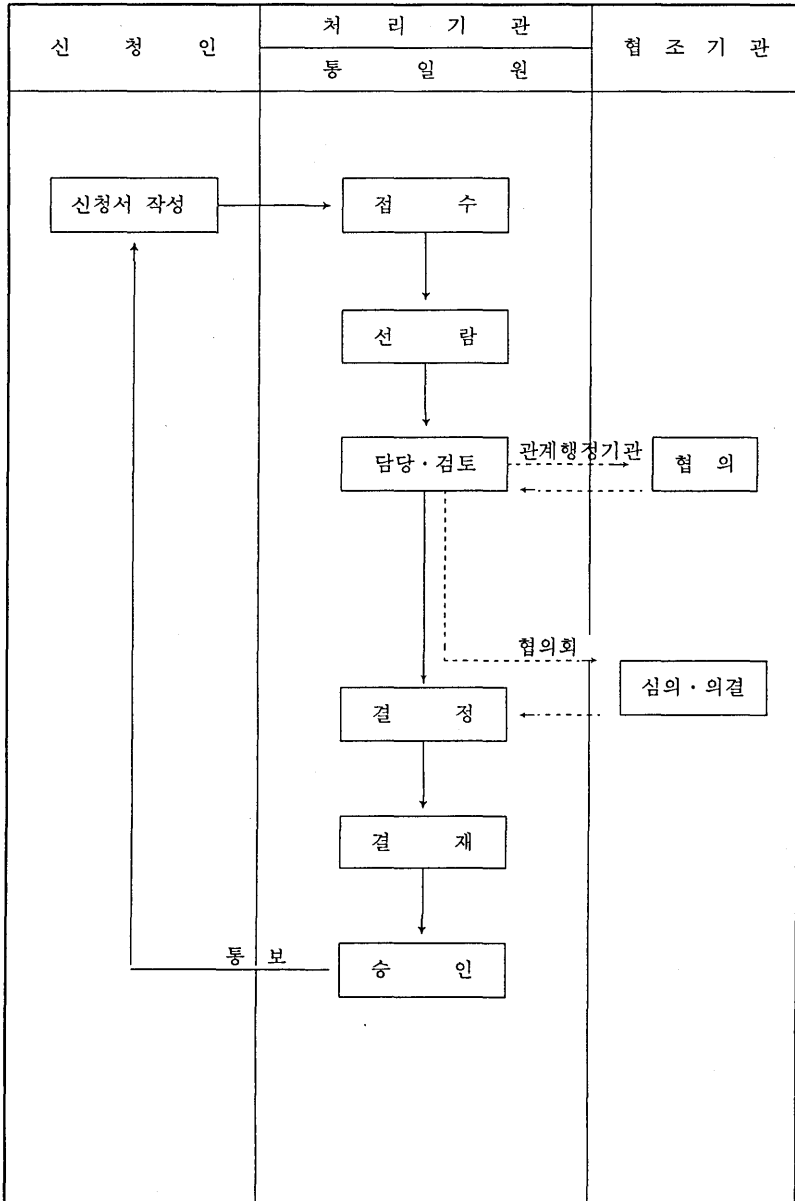 신 청 인
처 리 기 관
통 일 원
협 조 기 관
신청서 작성
접 수
선 람
담당·검토
관계행정기관
협 의
협의회
심의·의결
결 정
결 재
통 보
승 인